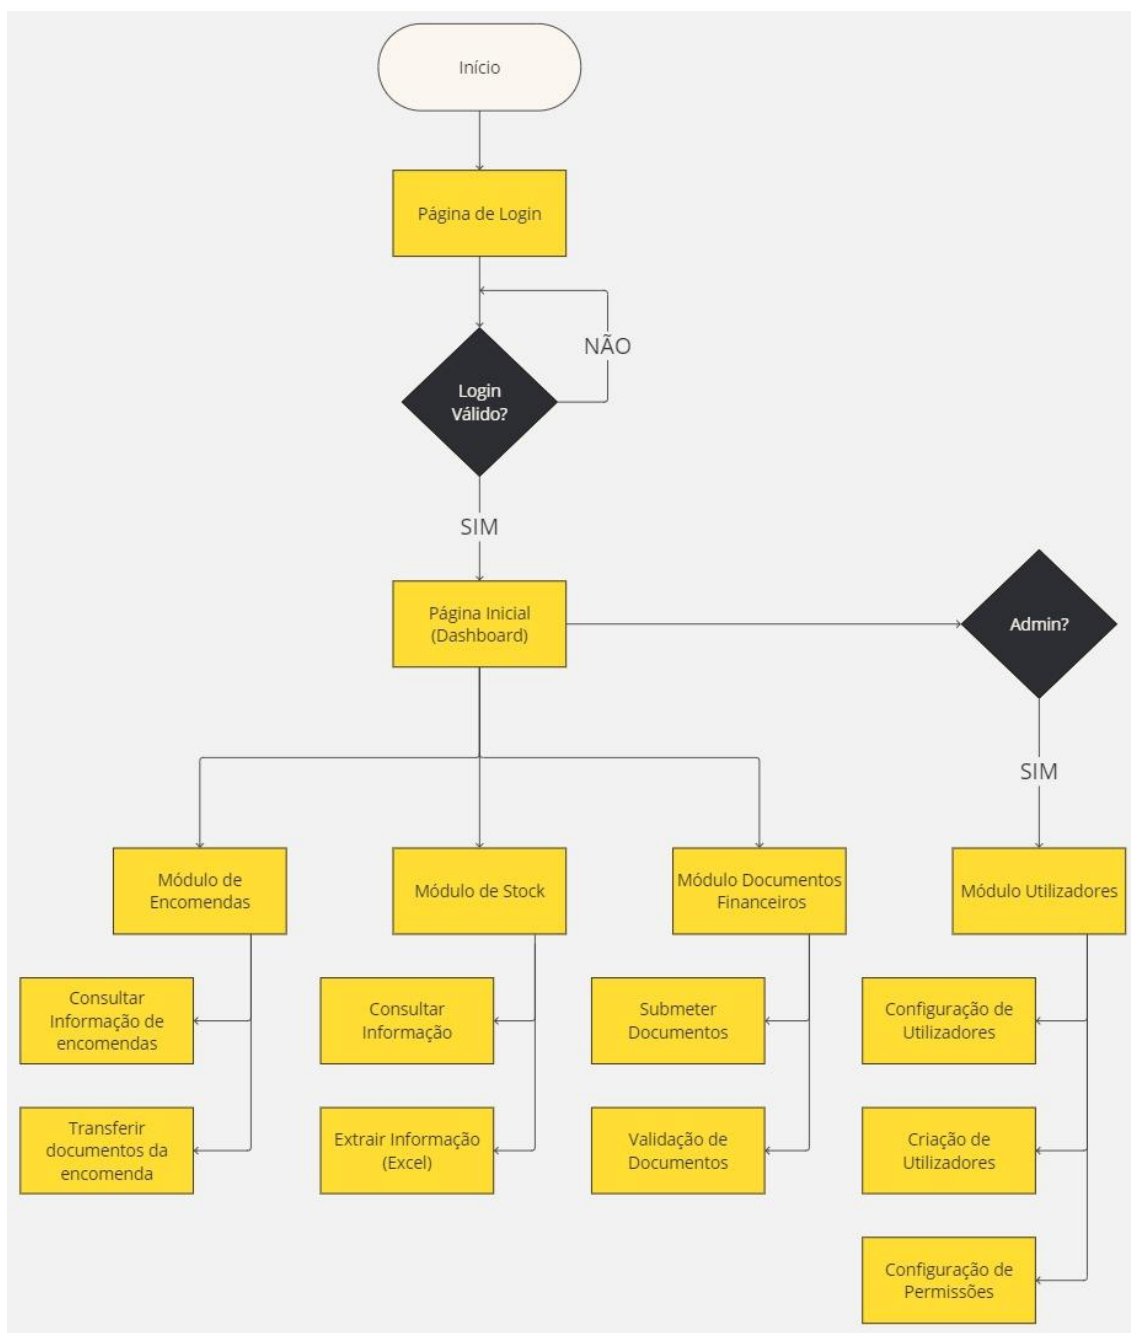 Início
Página de Login
NÃO
Login
Válido?
SIM
Página Inicial
(Dashboard)
Admin?
SIM
Módulo de
Encomendas
Módulo de Stock
Módulo Documentos
Financeiros
Módulo Utilizadores
Consultar
Informação de
encomendas
Consultar
Informação
Submeter
Documentos
Configuração de
Utilizadores
Transferir
documentos da
encomenda
Extrair Informação
(Excel)
Validação de
Documentos
Criação de
Utilizadores
Configuração de
Permissões